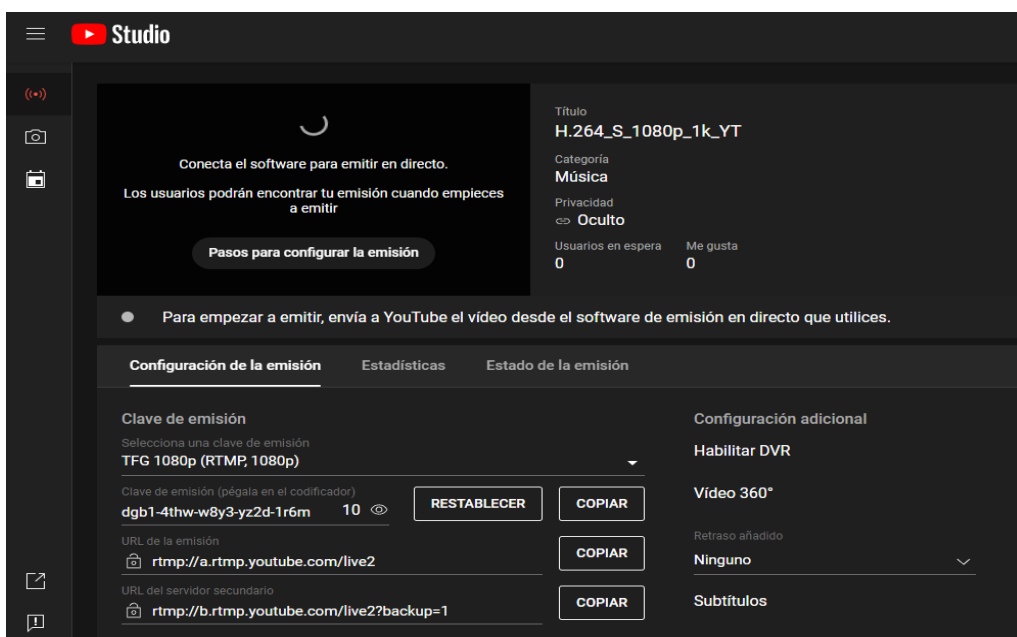 Studio
Conecta el software para emitir en directo.
Los usuarios podrán encontrar tu emisión cuando empieces
a emitir
Pasos para configurar la emisión
Título
H.264_S_1080p_1k_YT
Categoría
Música
Privacidad
Oculto
Usuarios en espera Me gusta
0 0
Para empezar a emitir, envía a YouTube el vídeo desde el software de emisión en directo que utilices.
Configuración de la emisión Estadísticas Estado de la emisión
Clave de emisión
Selecciona una clave de emisión
TFG 1080p (RTMP, 1080p)
Clave de emisión (pégala en el codificador)
dgb1-4thw-w8y3-yz2d-1r6m 10 RESTABLECER COPIAR
URL de la emisión
rtmp://a.rtmp.youtube.com/live2 COPIAR
URL del servidor secundario
rtmp://b.rtmp.youtube.com/live2?backup=1 COPIAR
Configuración adicional
Habilitar DVR
Vídeo 360°
Retraso añadido
Ninguno
Subtítulos